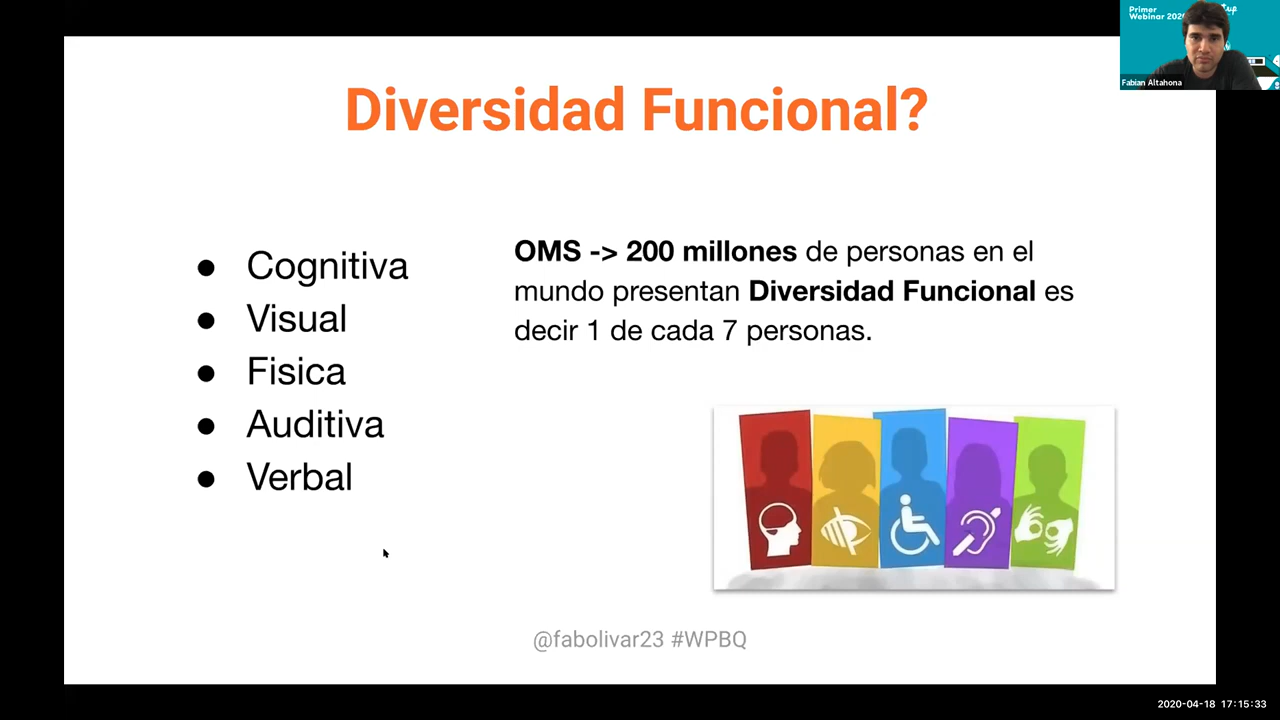 Primer
Webinar 2020
Fabian Altahona
Diversidad Funcional?
● Cognitiva
● Visual
● Fisica
● Auditiva
● Verbal
OMS -> 200 millones de personas en el
mundo presentan Diversidad Funcional es
decir 1 de cada 7 personas.
@fabolivar23 #WPBQ
2020-04-18 17:15:33